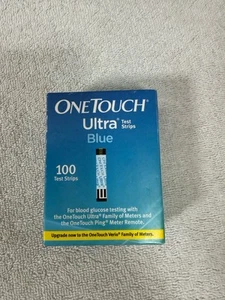 ONETOUCH®
Ultra® Test
Strips
Blue
100
Test Strips
For blood glucose testing with
the OneTouch Ultra® Family of Meters and
the OneTouch Ping® Meter Remote.
Upgrade now to the OneTouch Verio® Family of Meters.